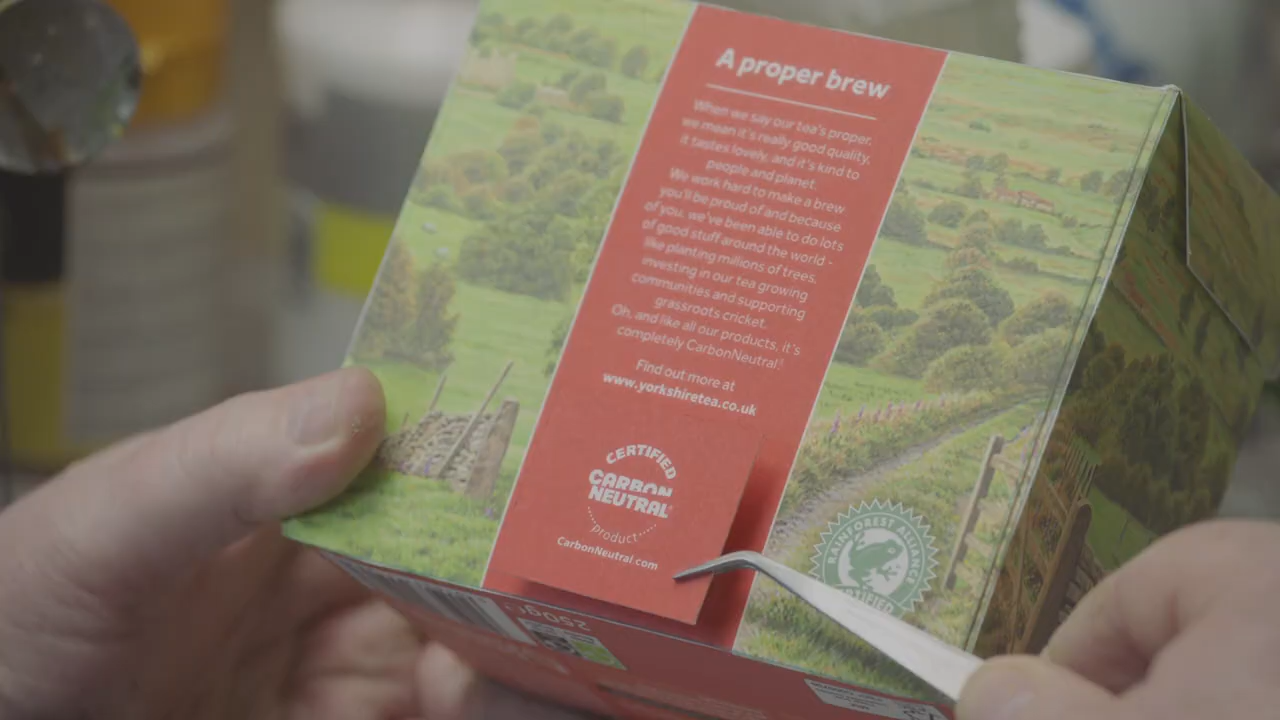 A proper brew
When we say our tea's proper,
we mean it's really good quality,
it tastes lovely, and it's kind to
people and planet.
We work hard to make a brew
you'll be proud of and because
of you, we've been able to do lots
of good stuff around the world -
like planting millions of trees,
investing in our tea growing
communities and supporting
grassroots cricket.
Oh, and like all our products, it's
completely CarbonNeutral®
Find out more at
www.yorkshiretea.co.uk
CERTIFIED
CARBON
NEUTRAL®
product
CarbonNeutral.com
RAINFOREST ALLIANCE
CERTIFIED
250g